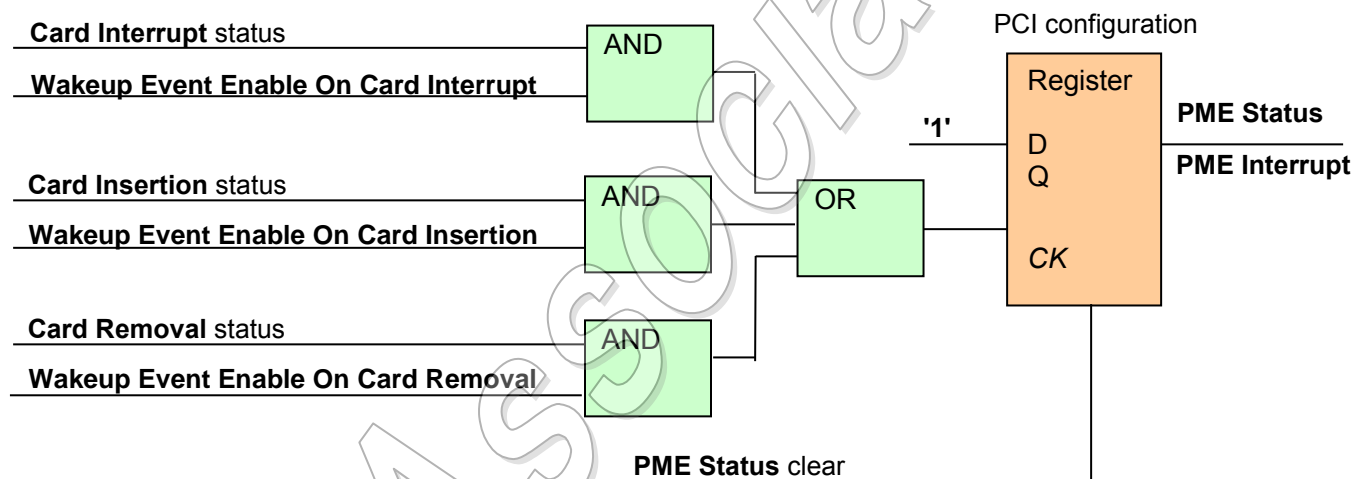 PCI configuration
Card Interrupt status
AND
Wakeup Event Enable On Card Interrupt
Register
'1'
D
Q
CK
PME Status
PME Interrupt
Card Insertion status
AND
Wakeup Event Enable On Card Insertion
OR
Card Removal status
AND
Wakeup Event Enable On Card Removal
PME Status clear